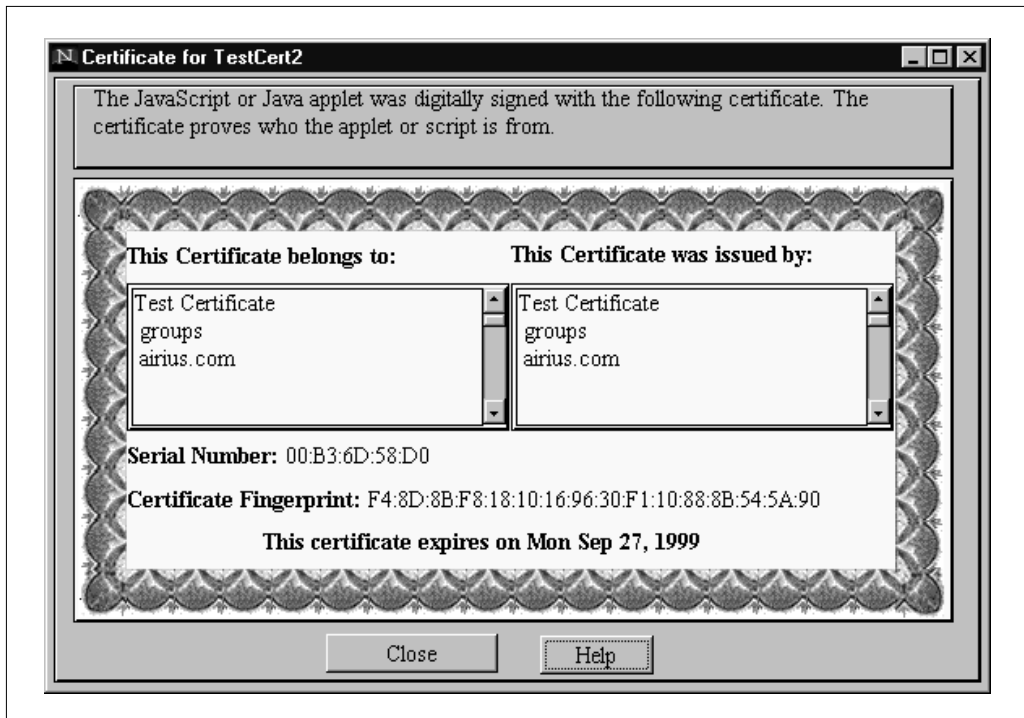 N Certificate for TestCert2
The JavaScript or Java applet was digitally signed with the following certificate. The
certificate proves who the applet or script is from.
This Certificate belongs to:
Test Certificate
groups
airius.com
This Certificate was issued by:
Test Certificate
groups
airius.com
Serial Number: 00:B3:6D:58:D0
Certificate Fingerprint: F4:8D:8B:F8:18:10:16:96:30:F1:10:88:8B:54:5A:90
This certificate expires on Mon Sep 27, 1999
Close
Help